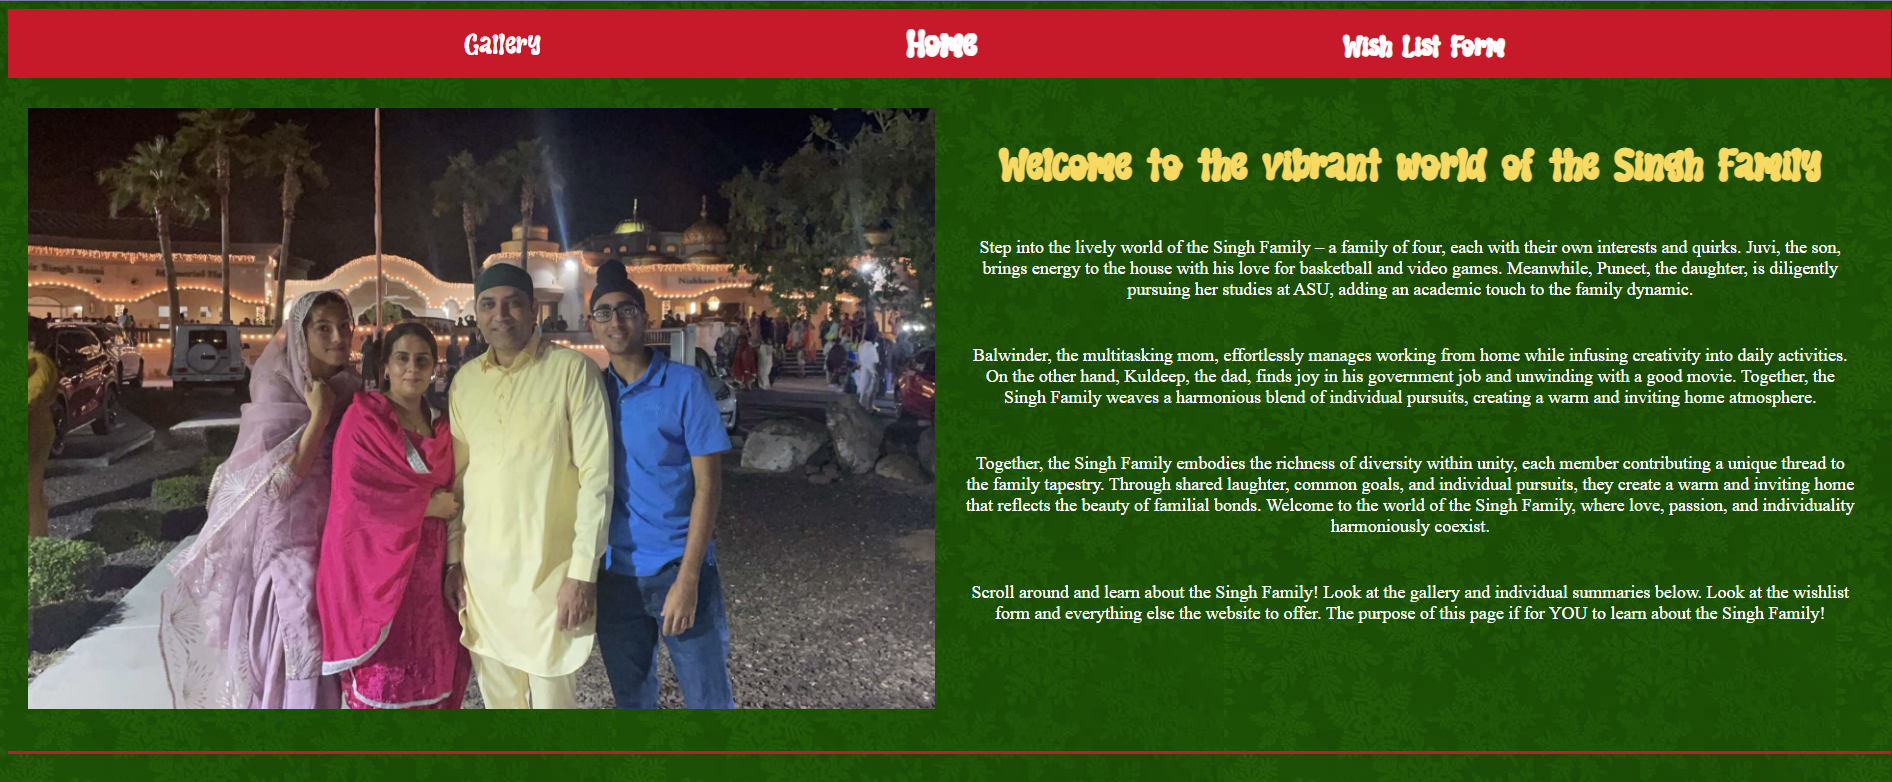 Gallery
Home
Wish List Form
Welcome to the vibrant world of the Singh Family
Step into the lively world of the Singh Family – a family of four, each with their own interests and quirks. Juvi, the son,
brings energy to the house with his love for basketball and video games. Meanwhile, Puneet, the daughter, is diligently
pursuing her studies at ASU, adding an academic touch to the family dynamic.
Balwinder, the multitasking mom, effortlessly manages working from home while infusing creativity into daily activities.
On the other hand, Kuldeep, the dad, finds joy in his government job and unwinding with a good movie. Together, the
Singh Family weaves a harmonious blend of individual pursuits, creating a warm and inviting home atmosphere.
Together, the Singh Family embodies the richness of diversity within unity, each member contributing a unique thread to
the family tapestry. Through shared laughter, common goals, and individual pursuits, they create a warm and inviting home
that reflects the beauty of familial bonds. Welcome to the world of the Singh Family, where love, passion, and individuality
harmoniously coexist.
Scroll around and learn about the Singh Family! Look at the gallery and individual summaries below. Look at the wishlist
form and everything else the website to offer. The purpose of this page if for YOU to learn about the Singh Family!
Singh
Memorial